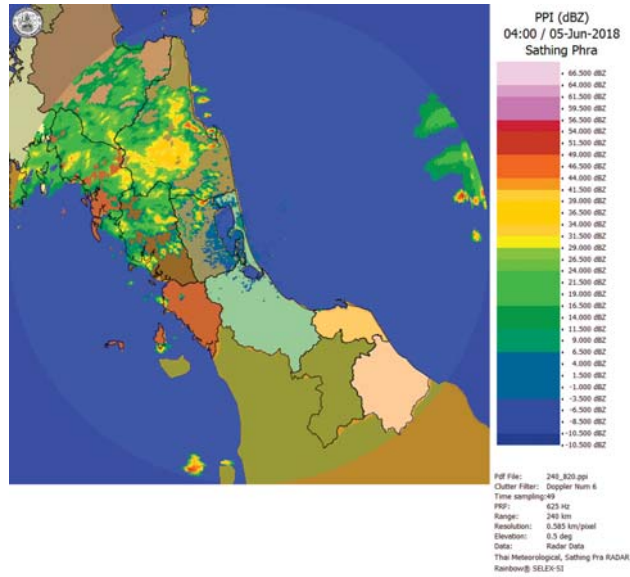 PPI (dBZ)
04:00 / 05-Jun-2018
Sathing Phra
66.500 dBZ
64.000 dBZ
61.500 dBZ
59.500 dBZ
56.500 dBZ
54.000 dBZ
51.500 dBZ
49.000 dBZ
46.500 dBZ
44.000 dBZ
41.500 dBZ
39.000 dBZ
36.500 dBZ
34.000 dBZ
31.500 dBZ
29.000 dBZ
26.500 dBZ
24.000 dBZ
21.500 dBZ
19.000 dBZ
16.500 dBZ
14.000 dBZ
11.500 dBZ
9.000 dBZ
6.500 dBZ
4.000 dBZ
1.500 dBZ
-1.000 dBZ
-3.500 dBZ
-6.500 dBZ
-8.500 dBZ
-10.500 dBZ
-10.500 dBZ
Pdf File: 240_820.ppi
Clutter Filter: Doppler Num 6
Time sampling:49
PRF: 625 Hz
Range: 240 km
Resolution: 0.585 km/pixel
Elevation: 0.5 deg
Data: Radar Data
Thai Meteorological, Sathing Pra RADAR
Rainbow® SELEX-SI